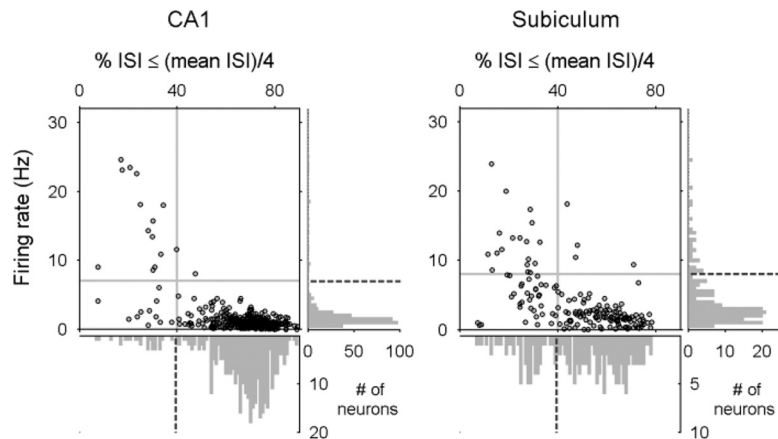 CA1
Subiculum
% ISI ≤ (mean ISI)/4
% ISI ≤ (mean ISI)/4
0 40 80
0 40 80
Firing rate (Hz)
30
20
10
0
30
20
10
0
0 50 100
0 10 20
# of
neurons
10
20
# of
neurons
5
10